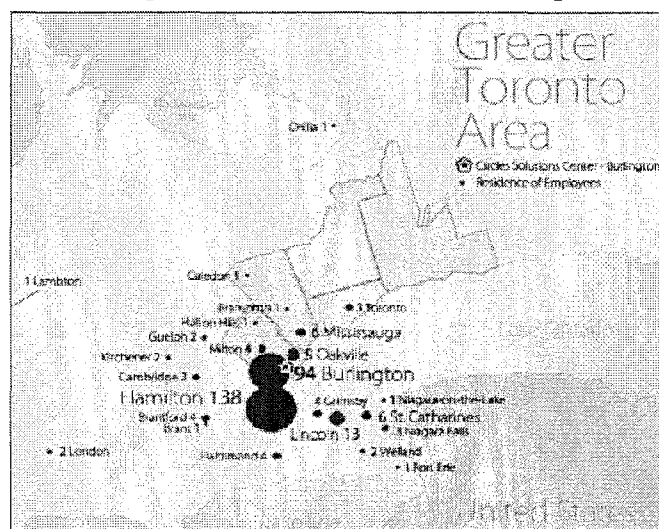 Greater
Toronto
Area
Circles Solutions Center - Burlington
Residence of Employees
Orillia 1
1 Lambton
Caledon 1
3 Toronto
Halton Hills 1
6 Mississauga
Guelph 2
Milton 4
5 Oakville
Kitchener 2
94 Burlington
Cambridge 3
Hamilton 138
4 Grimsby
1 Niagara-on-the-Lake
Brantford 4
6 St. Catharines
Brant 1
Lincoln 13
3 Niagara Falls
2 London
Haldimand 4
2 Welland
1 Fort Erie
United States